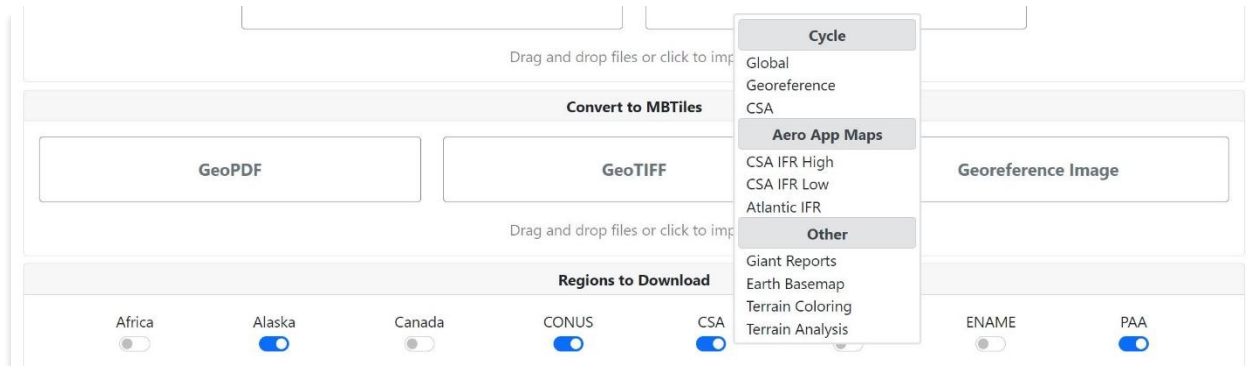 Drag and drop files or click to imp
Convert to MBTiles
GeoPDF
GeoTIFF
Georeference Image
Drag and drop files or click to imp
Cycle
Global
Georeference
CSA
Aero App Maps
CSA IFR High
CSA IFR Low
Atlantic IFR
Other
Giant Reports
Earth Basemap
Terrain Coloring
Terrain Analysis
Regions to Download
Africa Alaska Canada CONUS CSA ENAME PAA